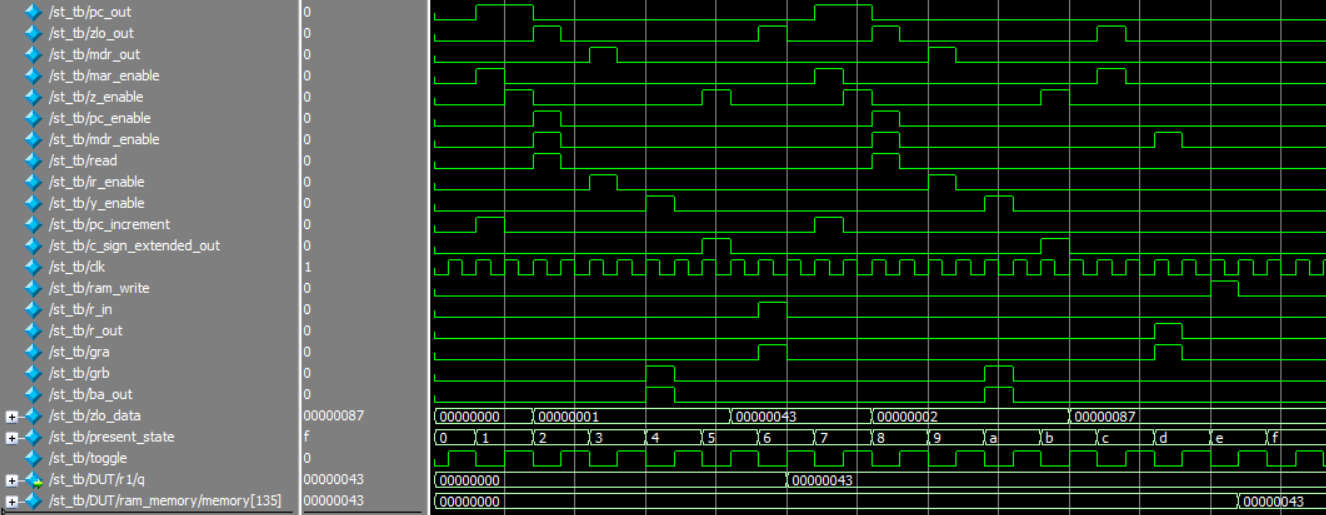 /st_tb/pc_out 0
/st_tb/zlo_out 0
/st_tb/mdr_out 0
/st_tb/mar_enable 0
/st_tb/z_enable 0
/st_tb/pc_enable 0
/st_tb/mdr_enable 0
/st_tb/read 0
/st_tb/ir_enable 0
/st_tb/y_enable 0
/st_tb/pc_increment 0
/st_tb/c_sign_extended_out 0
/st_tb/clk 1
/st_tb/ram_write 0
/st_tb/r_in 0
/st_tb/r_out 0
/st_tb/gra 0
/st_tb/grb 0
/st_tb/ba_out 0
/st_tb/zlo_data 00000087 00000000 00000001 00000043 00000002 00000087
/st_tb/present_state f 0 1 2 3 4 5 6 7 8 9 a b c d e f
/st_tb/toggle 0
/st_tb/DUT/r1/q 00000043 00000000 00000043
/st_tb/DUT/ram_memory/memory[135] 00000043 00000000 00000043